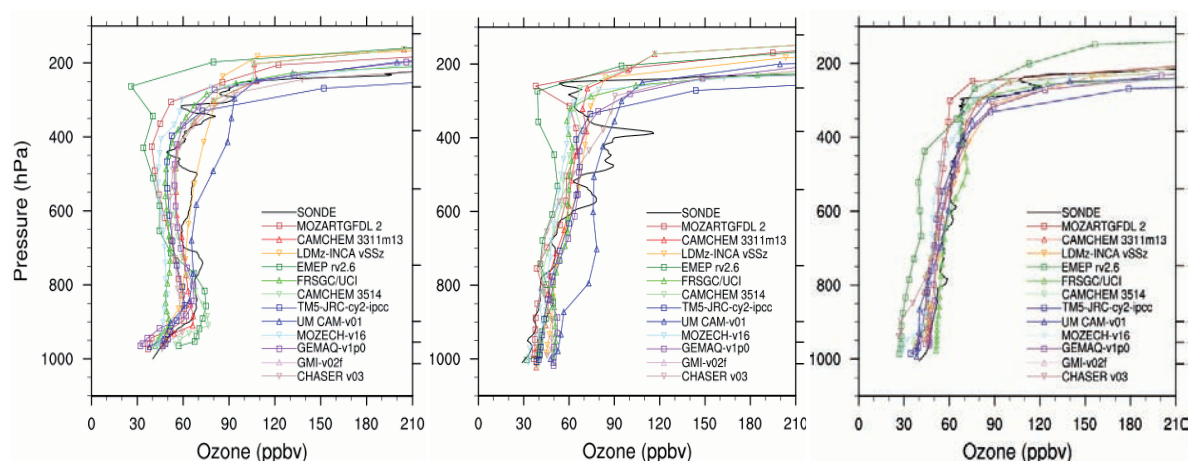 Pressure (hPa)
200
400
600
800
1000
0 30 60 90 120 150 180 210
Ozone (ppbv)
SONDE
MOZARTGFDL 2
CAMCHEM 3311m13
LDMz-INCA vSSz
EMEP rv2.6
FRSGC/UCI
CAMCHEM 3514
TM5-JRC-cy2-ipcc
UM CAM-v01
MOZECH-v16
GEMAQ-v1p0
GMI-v02f
CHASER v03
200
400
600
800
1000
0 30 60 90 120 150 180 210
Ozone (ppbv)
SONDE
MOZARTGFDL 2
CAMCHEM 3311m13
LDMz-INCA vSSz
EMEP rv2.6
FRSGC/UCI
CAMCHEM 3514
TM5-JRC-cy2-ipcc
UM CAM-v01
MOZECH-v16
GEMAQ-v1p0
GMI-v02f
CHASER v03
200
400
600
800
1000
0 30 60 90 120 150 180 210
Ozone (ppbv)
SONDE
MOZARTGFDL 2
CAMCHEM 3311m13
LDMz-INCA vSSz
EMEP rv2.6
FRSGC/UCI
CAMCHEM 3514
TM5-JRC-cy2-ipcc
UM CAM-v01
MOZECH-v16
GEMAQ-v1p0
GMI-v02f
CHASER v03